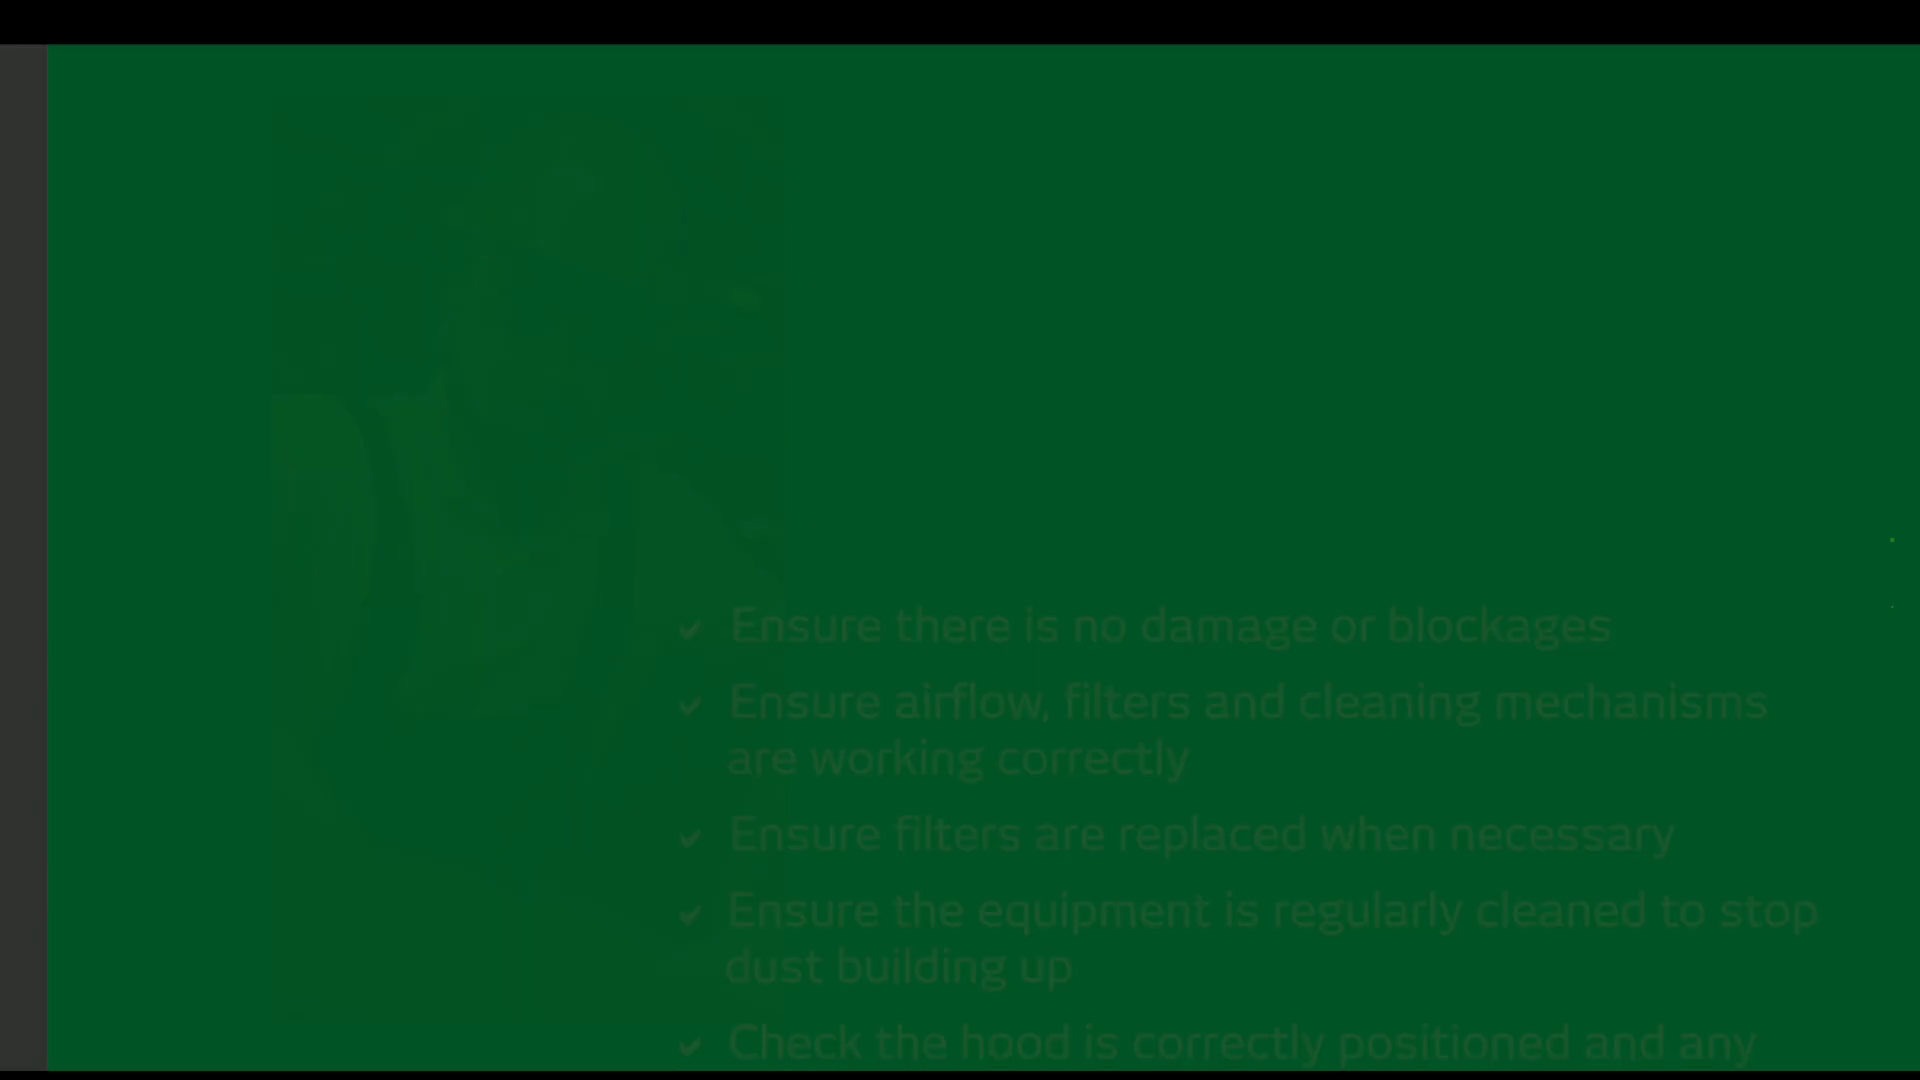 Ensure there is no damage or blockages
Ensure airflow, filters and cleaning mechanisms
are working correctly
Ensure filters are replaced when necessary
Ensure the equipment is regularly cleaned to stop
dust building up
Check the hood is correctly positioned and any